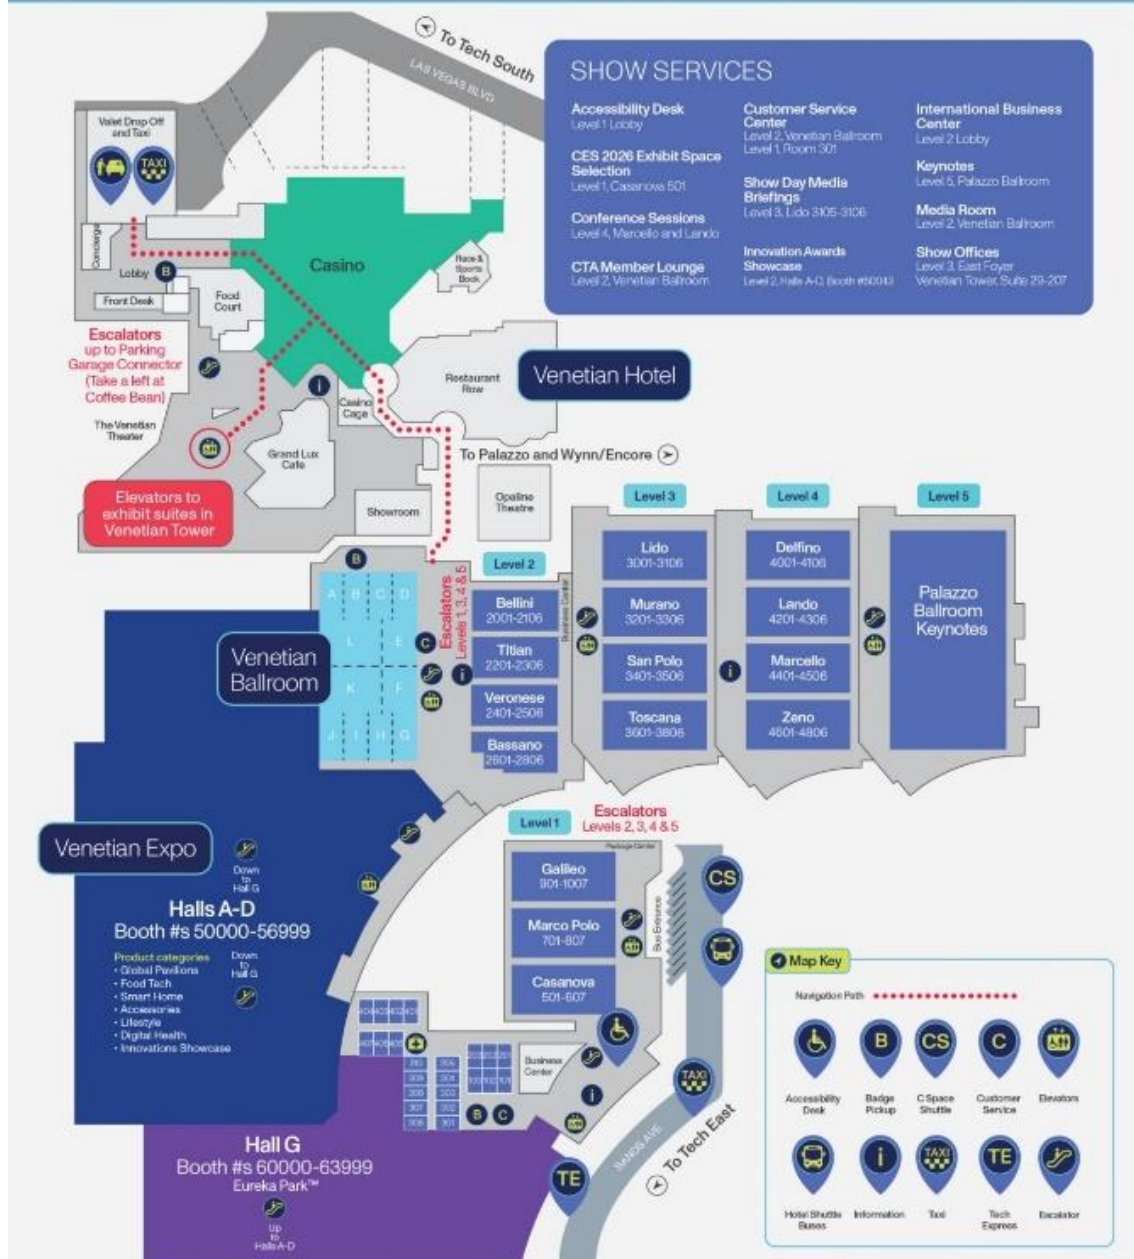 To Tech South
LAS VEGAS BLVD
SHOW SERVICES
Accessibility Desk
Level 1 Lobby
CES 2026 Exhibit Space
Selection
Level 1, Casanova 501
Conference Sessions
Level 4, Marcello and Lando
CTA Member Lounge
Level 2, Venetian Ballroom
Customer Service
Center
Level 2, Venetian Ballroom
Level 1, Room 301
Show Day Media
Briefings
Level 3, Lido 3105-3106
Innovation Awards
Showcase
Level 2, Halls A-D, Booth #50043
International Business
Center
Level 2 Lobby
Keynotes
Level 5, Palazzo Ballroom
Media Room
Level 2, Venetian Ballroom
Show Offices
Level 3, East Foyer
Venetian Tower, Suite 29-207
Valet Drop Off
and Taxi
TAXI
Concierge
Lobby
B
Front Desk
Food
Court
Casino
Race &
Sports
Book
Escalators
up to Parking
Garage Connector
(Take a left at
Coffee Bean)
The Venetian
Theater
i
Casino
Cage
Restaurant
Row
Venetian Hotel
Grand Lux
Cafe
To Palazzo and Wynn/Encore
Elevators to
exhibit suites in
Venetian Tower
Showroom
Opaline
Theatre
Level 3
Level 4
Level 5
B
A B C D
L E
K F
J I H G
C
Escalators
Levels 1, 3, 4 & 5
i
Level 2
Bellini
2001-2106
Titian
2201-2306
Veronese
2401-2506
Bassano
2601-2806
Business Center
Lido
3001-3106
Murano
3201-3306
San Polo
3401-3506
Toscana
3601-3806
i
Delfino
4001-4106
Lando
4201-4306
Marcello
4401-4506
Zeno
4601-4806
Palazzo
Ballroom
Keynotes
Venetian
Ballroom
Venetian Expo
Down
to
Hall G
Halls A-D
Booth #s 50000-56999
Product categories
• Global Pavilions
• Food Tech
• Smart Home
• Accessories
• Lifestyle
• Digital Health
• Innovations Showcase
Down
to
Hall G
Level 1
Escalators
Levels 2, 3, 4 & 5
Package Center
Galileo
901-1007
Marco Polo
701-807
Casanova
501-607
Bus Entrance
CS
Business
Center
B
C
i
TAXI
SANDS AVE
To Tech East
TE
Hall G
Booth #s 60000-63999
Eureka Park™
Up
to
Halls A-D
Map Key
Navigation Path
B
CS
C
Accessibility
Desk
Badge
Pickup
C Space
Shuttle
Customer
Service
Elevators
i
TAXI
TE
Hotel Shuttle
Buses
Information
Taxi
Tech
Express
Escalator